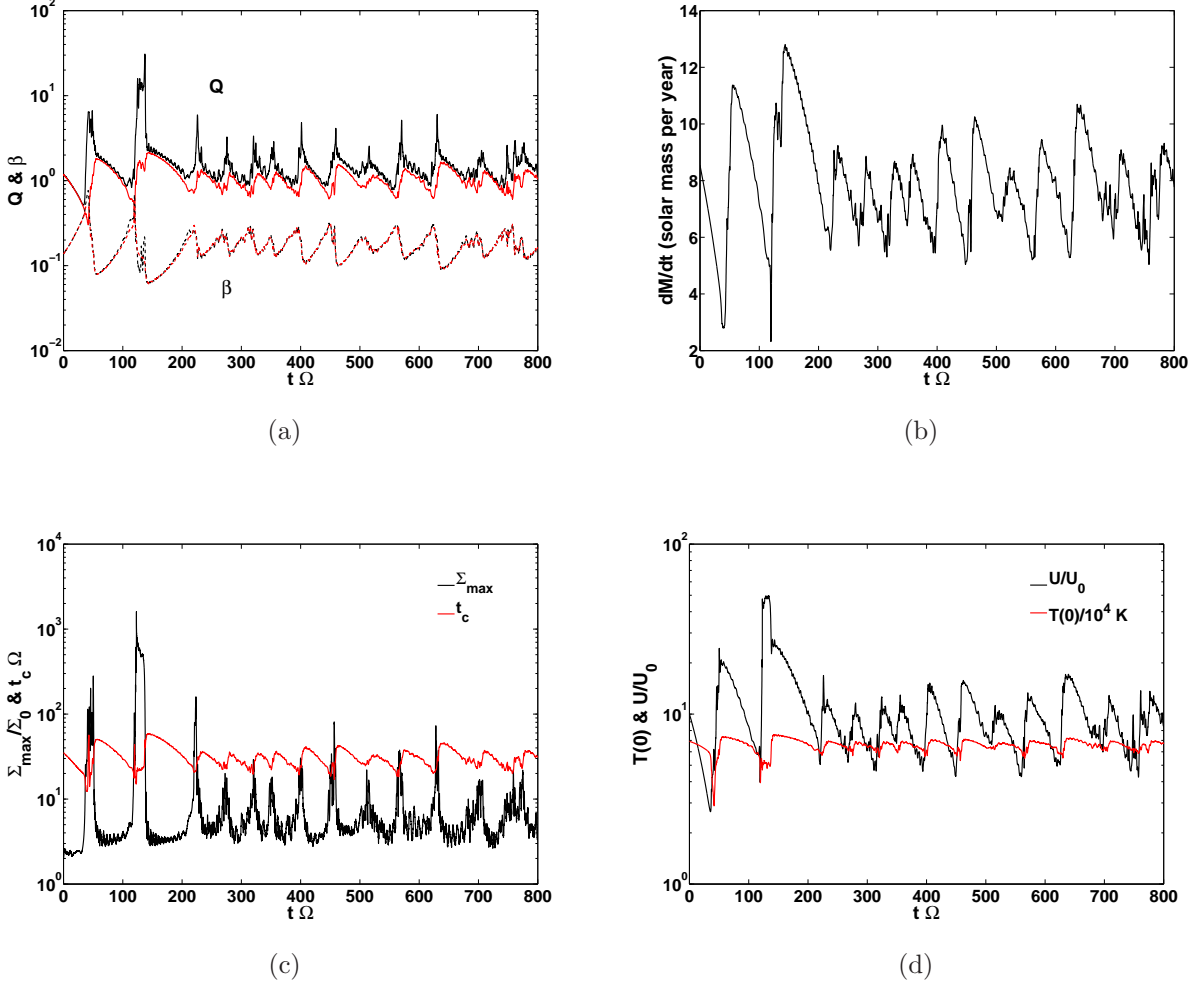 10^2
10^1
10^0
10^{-1}
10^{-2}
Q & β
Q
β
0 100 200 300 400 500 600 700 800
t Ω
(a)
14
12
10
8
6
4
2
dM/dt (solar mass per year)
0 100 200 300 400 500 600 700 800
t Ω
(b)
10^4
10^3
10^2
10^1
10^0
Σ_max/Σ_0 & t_c Ω
Σ_max
t_c
0 100 200 300 400 500 600 700 800
t Ω
(c)
10^2
10^1
10^0
T(0) & U/U_0
U/U_0
T(0)/10^4 K
0 100 200 300 400 500 600 700 800
t Ω
(d)